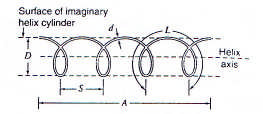 Surface of imaginary
helix cylinder
d
L
D
Helix
axis
S
A